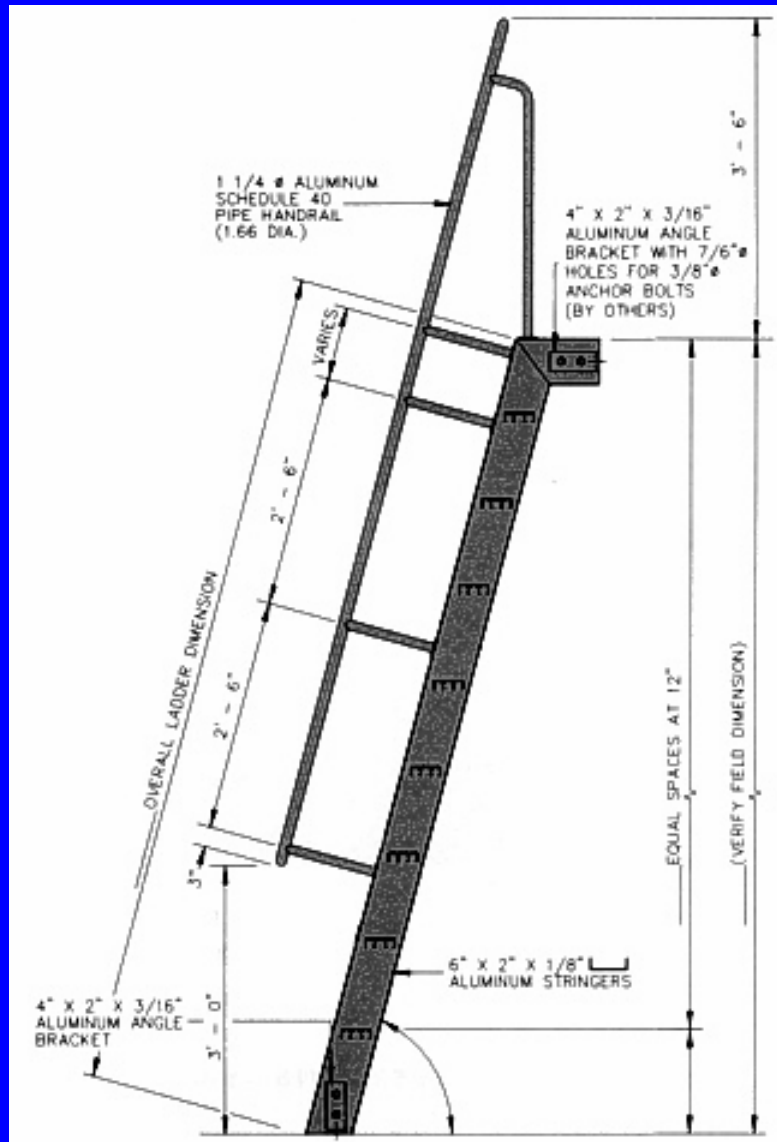 3' - 6"
1 1/4 ø ALUMINUM
SCHEDULE 40
PIPE HANDRAIL
(1.66 DIA.)
4" X 2" X 3/16"
ALUMINUM ANGLE
BRACKET WITH 7/6"ø
HOLES FOR 3/8"ø
ANCHOR BOLTS
(BY OTHERS)
VARIES
2' - 6"
OVERALL LADDER DIMENSION
2' - 6"
3"
EQUAL SPACES AT 12"
(VERIFY FIELD DIMENSION)
6" X 2" X 1/8"
ALUMINUM STRINGERS
4" X 2" X 3/16"
ALUMINUM ANGLE
BRACKET
3' - 0"